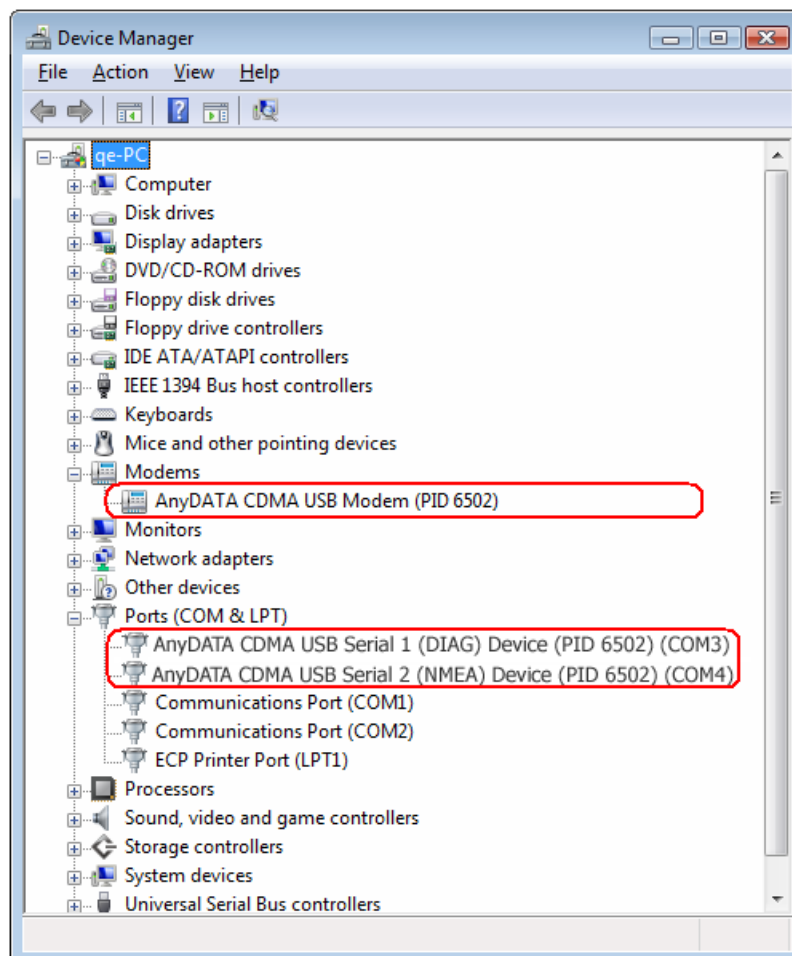 Device Manager
File Action View Help
qe-PC
Computer
Disk drives
Display adapters
DVD/CD-ROM drives
Floppy disk drives
Floppy drive controllers
IDE ATA/ATAPI controllers
IEEE 1394 Bus host controllers
Keyboards
Mice and other pointing devices
Modems
AnyDATA CDMA USB Modem (PID 6502)
Monitors
Network adapters
Other devices
Ports (COM & LPT)
AnyDATA CDMA USB Serial 1 (DIAG) Device (PID 6502) (COM3)
AnyDATA CDMA USB Serial 2 (NMEA) Device (PID 6502) (COM4)
Communications Port (COM1)
Communications Port (COM2)
ECP Printer Port (LPT1)
Processors
Sound, video and game controllers
Storage controllers
System devices
Universal Serial Bus controllers